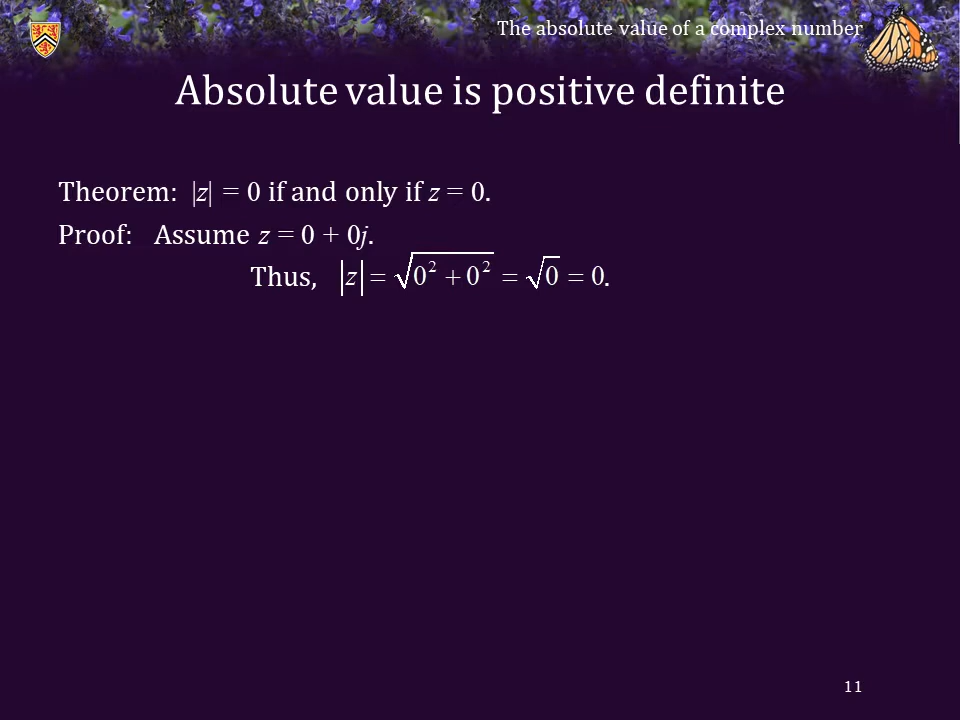 The absolute value of a complex number
Absolute value is positive definite
Theorem: |z| = 0 if and only if z = 0.
Proof: Assume z = 0 + 0j.
Thus, |z| = √(0² + 0²) = √0 = 0.
11